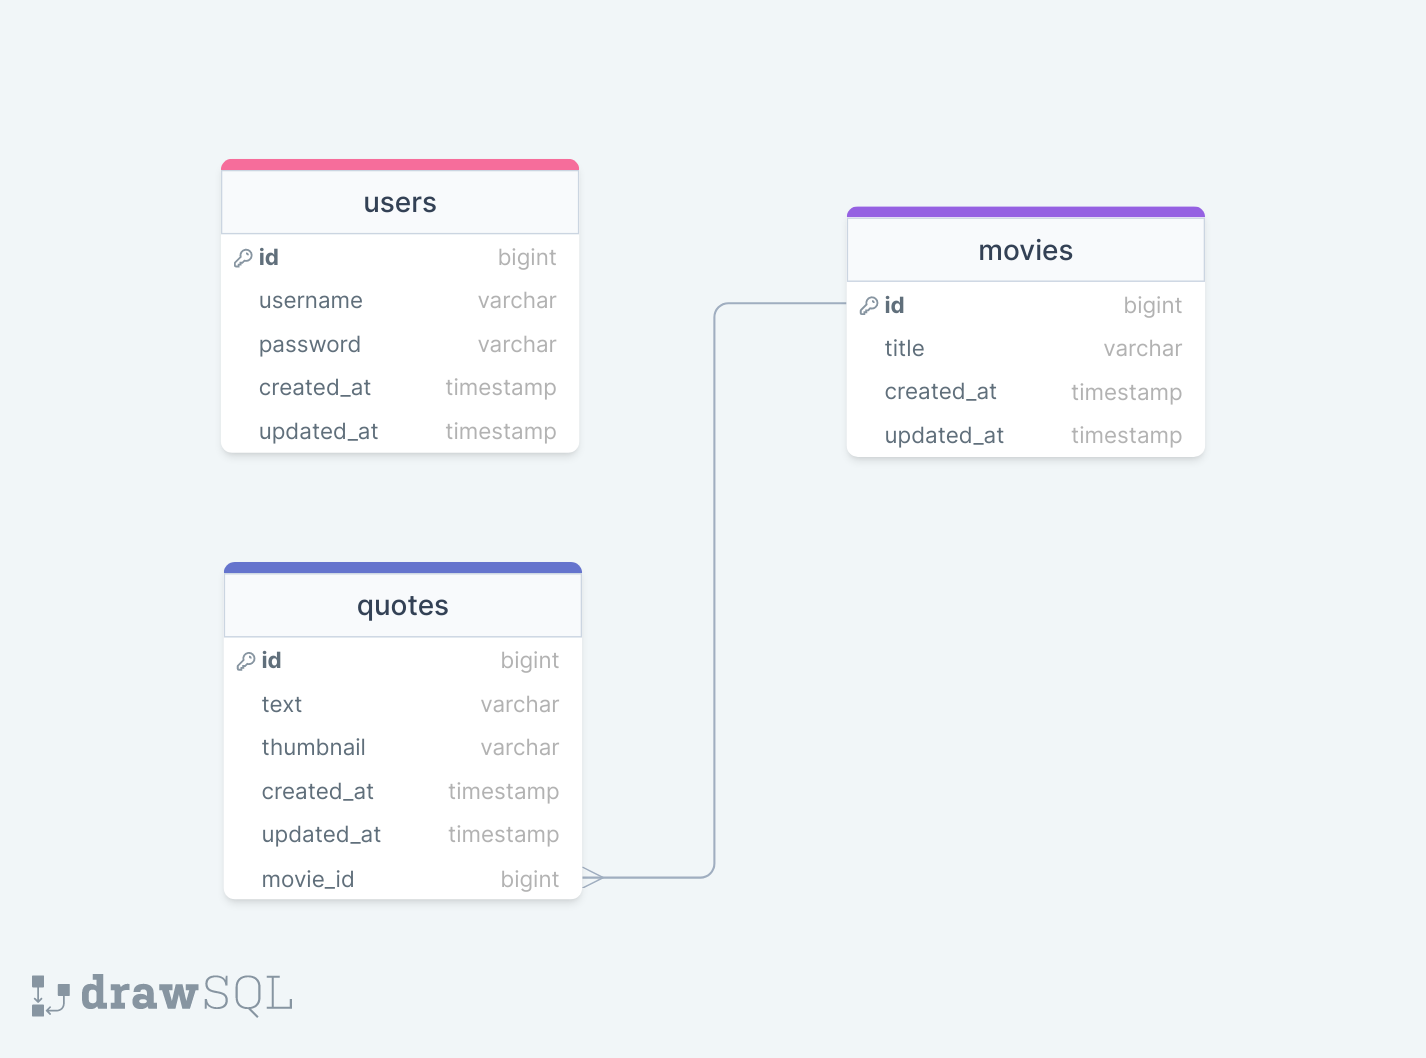 users
id bigint
username varchar
password varchar
created_at timestamp
updated_at timestamp
movies
id bigint
title varchar
created_at timestamp
updated_at timestamp
quotes
id bigint
text varchar
thumbnail varchar
created_at timestamp
updated_at timestamp
movie_id bigint
drawSQL